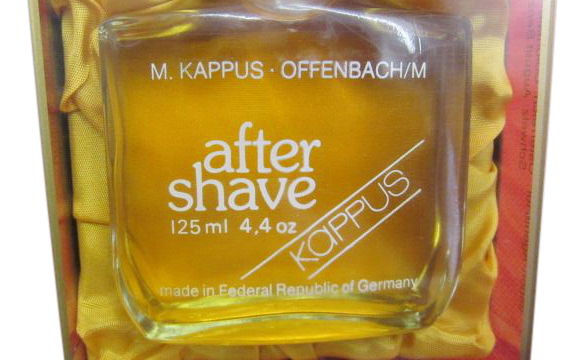 M. KAPPUS · OFFENBACH/M
after
shave
125 ml 4,4 oz
KAPPUS
made in Federal Republic of Germany